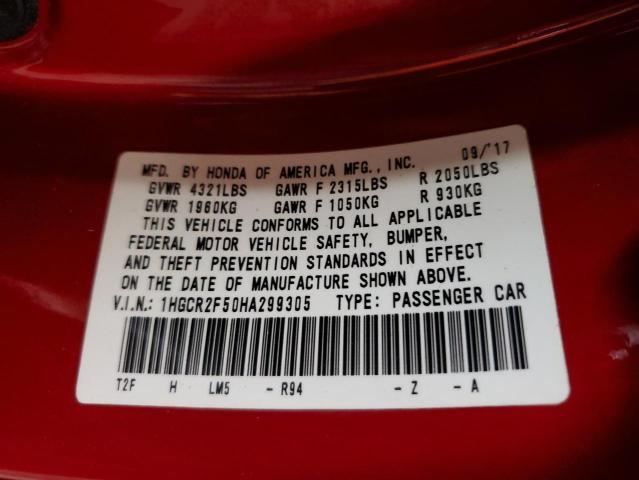 MFD. BY HONDA OF AMERICA MFG., INC. 09/'17
GVWR 4321LBS GAWR F 2315LBS R 2050LBS
GVWR 1960KG GAWR F 1050KG R 930KG
THIS VEHICLE CONFORMS TO ALL APPLICABLE
FEDERAL MOTOR VEHICLE SAFETY, BUMPER,
AND THEFT PREVENTION STANDARDS IN EFFECT
ON THE DATE OF MANUFACTURE SHOWN ABOVE.
V.I.N.: 1HGCR2F50HA299305 TYPE: PASSENGER CAR
T2F H LM5 - R94 - Z - A